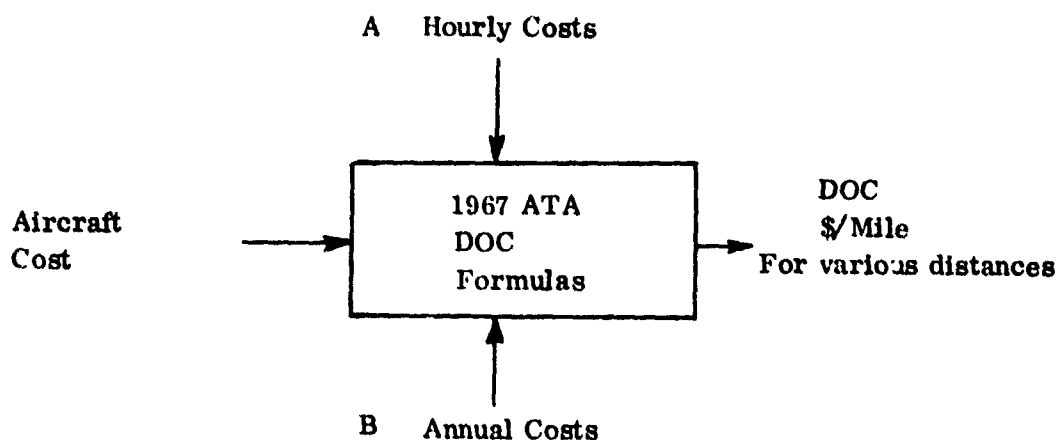 A Hourly Costs
Aircraft
Cost
1967 ATA
DOC
Formulas
DOC
$/Mile
For various distances
B Annual Costs